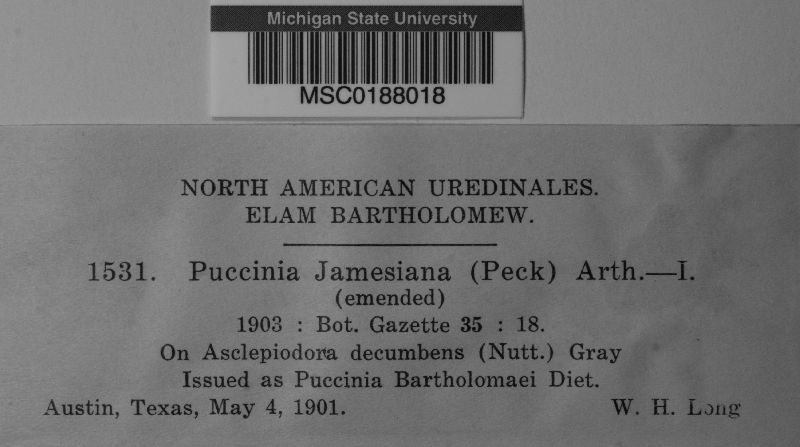 Michigan State University
MSC0188018
NORTH AMERICAN UREDINALES.
ELAM BARTHOLOMEW.
1531. Puccinia Jamesiana (Peck) Arth.—I.
(emended)
1903 : Bot. Gazette 35 : 18.
On Asclepiodora decumbens (Nutt.) Gray
Issued as Puccinia Bartholomaei Diet.
Austin, Texas, May 4, 1901. W. H. Long